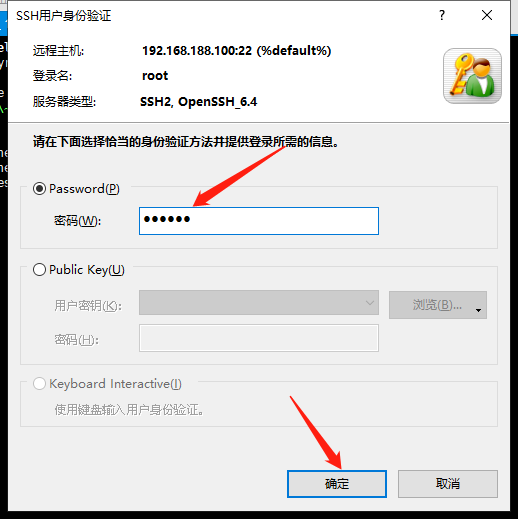 SSH用户身份验证
?
远程主机: 192.168.188.100:22 (%default%)
登录名: root
服务器类型: SSH2, OpenSSH_6.4
请在下面选择恰当的身份验证方法并提供登录所需的信息。
Password(P)
密码(W): ●●●●●●
Public Key(U)
用户密钥(K): 浏览(B)...
密码(H):
Keyboard Interactive(I)
使用键盘输入用户身份验证。
确定 取消